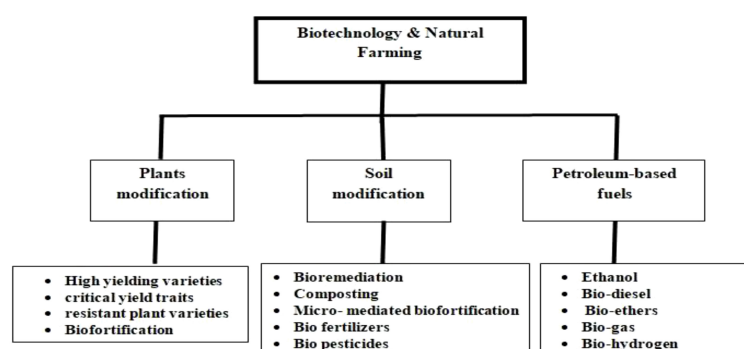 Biotechnology & Natural
Farming
Plants
modification
Soil
modification
Petroleum-based
fuels
• High yielding varieties
• critical yield traits
• resistant plant varieties
• Biofortification
• Bioremediation
• Composting
• Micro- mediated biofortification
• Bio fertilizers
• Bio pesticides
• Ethanol
• Bio-diesel
• Bio-ethers
• Bio-gas
• Bio-hydrogen